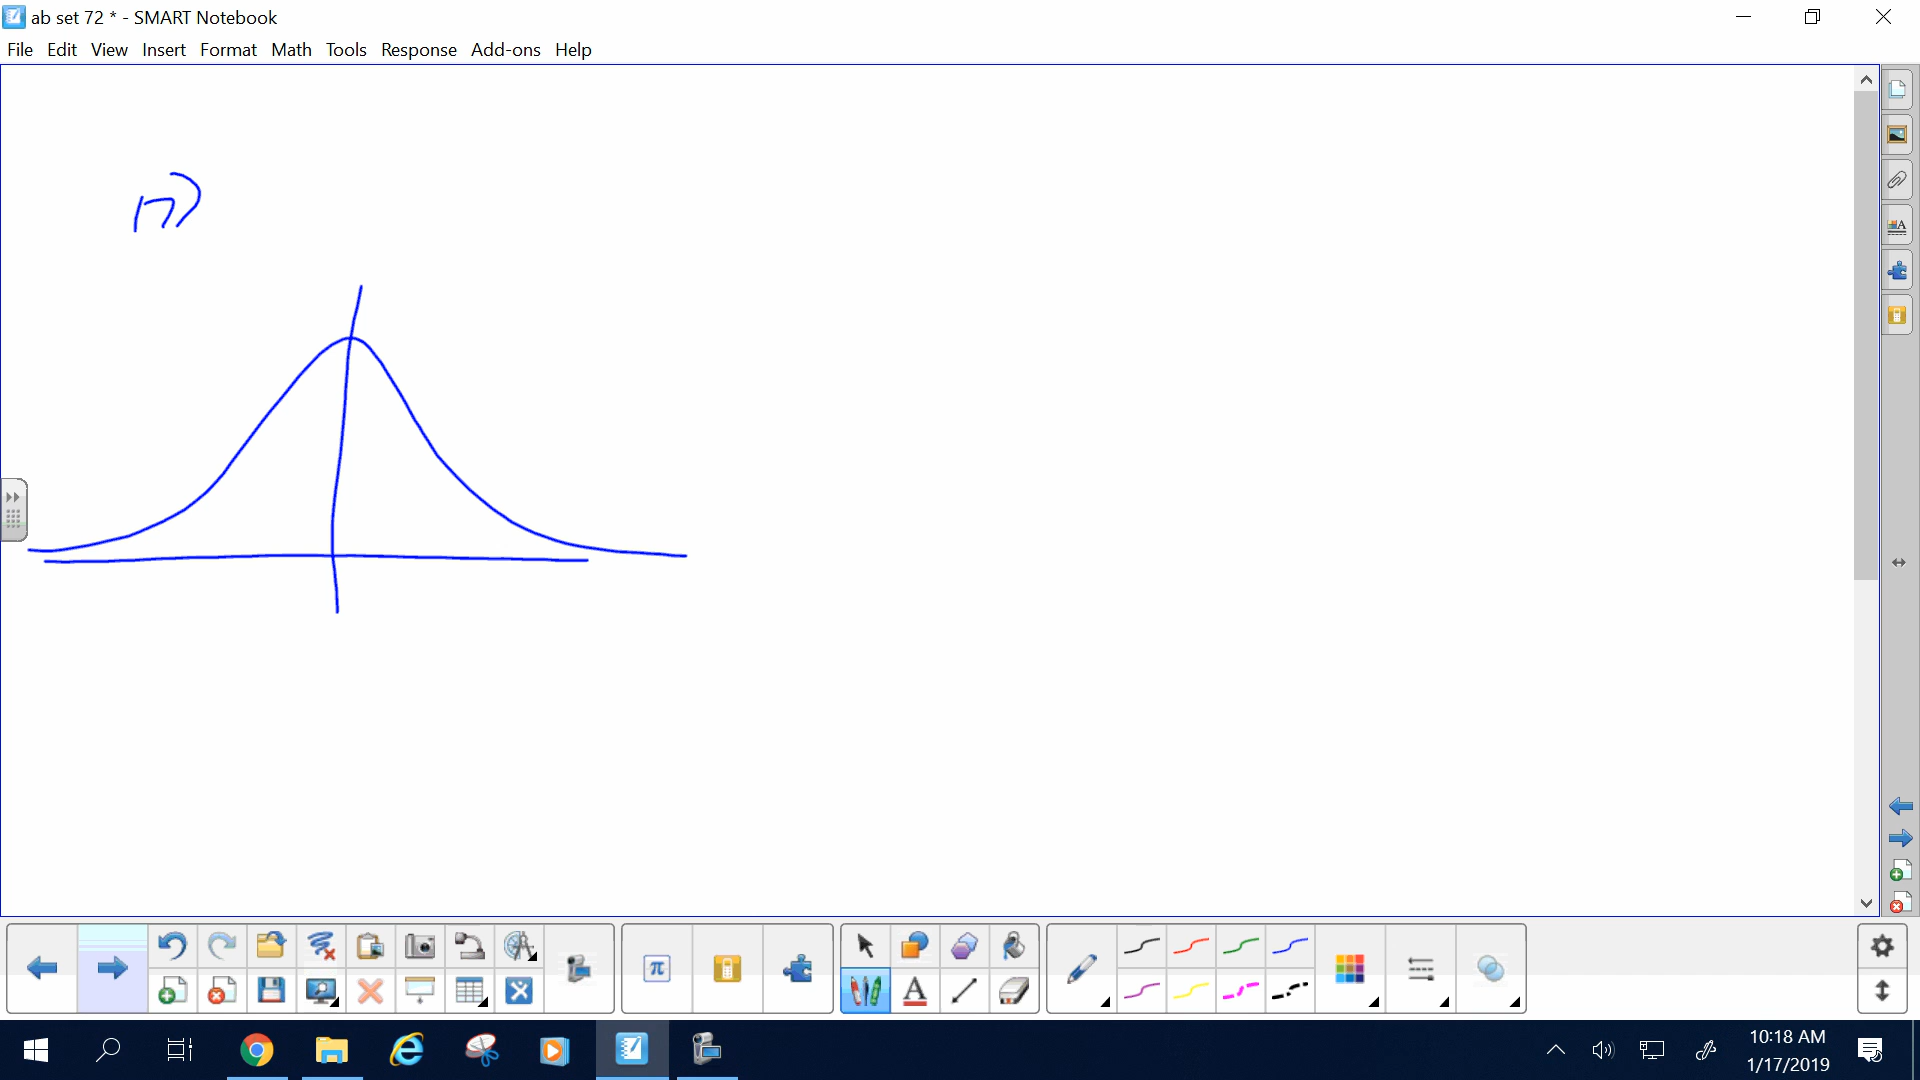 ab set 72 * - SMART Notebook
File Edit View Insert Format Math Tools Response Add-ons Help
17)
π
A
10:18 AM
1/17/2019